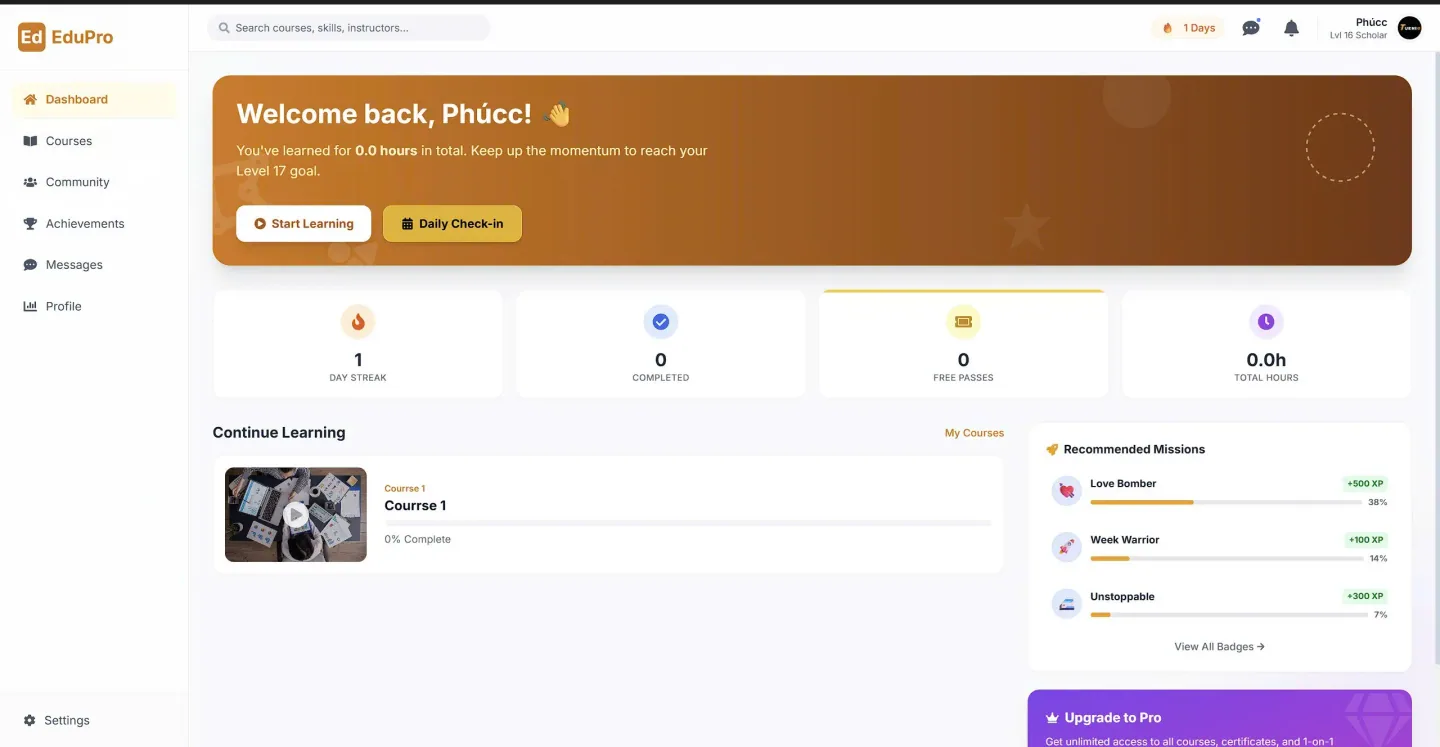 Ed EduPro
Search courses, skills, instructors...
1 Days
Phúcc
Lvl 16 Scholar
Dashboard
Courses
Community
Achievements
Messages
Profile
Settings
Welcome back, Phúcc! 👋
You've learned for 0.0 hours in total. Keep up the momentum to reach your
Level 17 goal.
Start Learning
Daily Check-in
1
DAY STREAK
0
COMPLETED
0
FREE PASSES
0.0h
TOTAL HOURS
Continue Learning
My Courses
Courrse 1
Courrse 1
0% Complete
Recommended Missions
Love Bomber
+500 XP
38%
Week Warrior
+100 XP
14%
Unstoppable
+300 XP
7%
View All Badges →
Upgrade to Pro
Get unlimited access to all courses, certificates, and 1-on-1